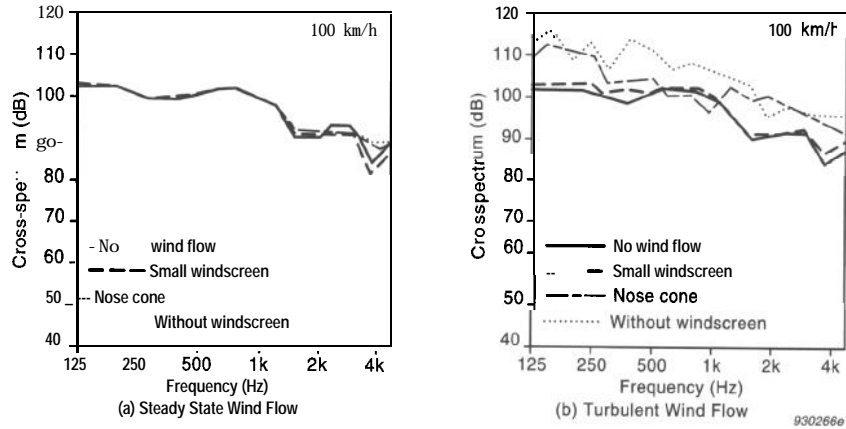 100 km/h
110
100
m (dB)
go-
Cross-spe
80
70
60
50
40
- No wind flow
Small windscreen
Nose cone
Without windscreen
125 250 500 1k 2k 4k
Frequency (Hz)
(a) Steady State Wind Flow
100 km/h
110
100
90
80
70
60
50
40
Crosspectrum (dB)
No wind flow
Small windscreen
Nose cone
Without windscreen
125 250 500 1k 2k 4k
Frequency (Hz)
(b) Turbulent Wind Flow
930266e